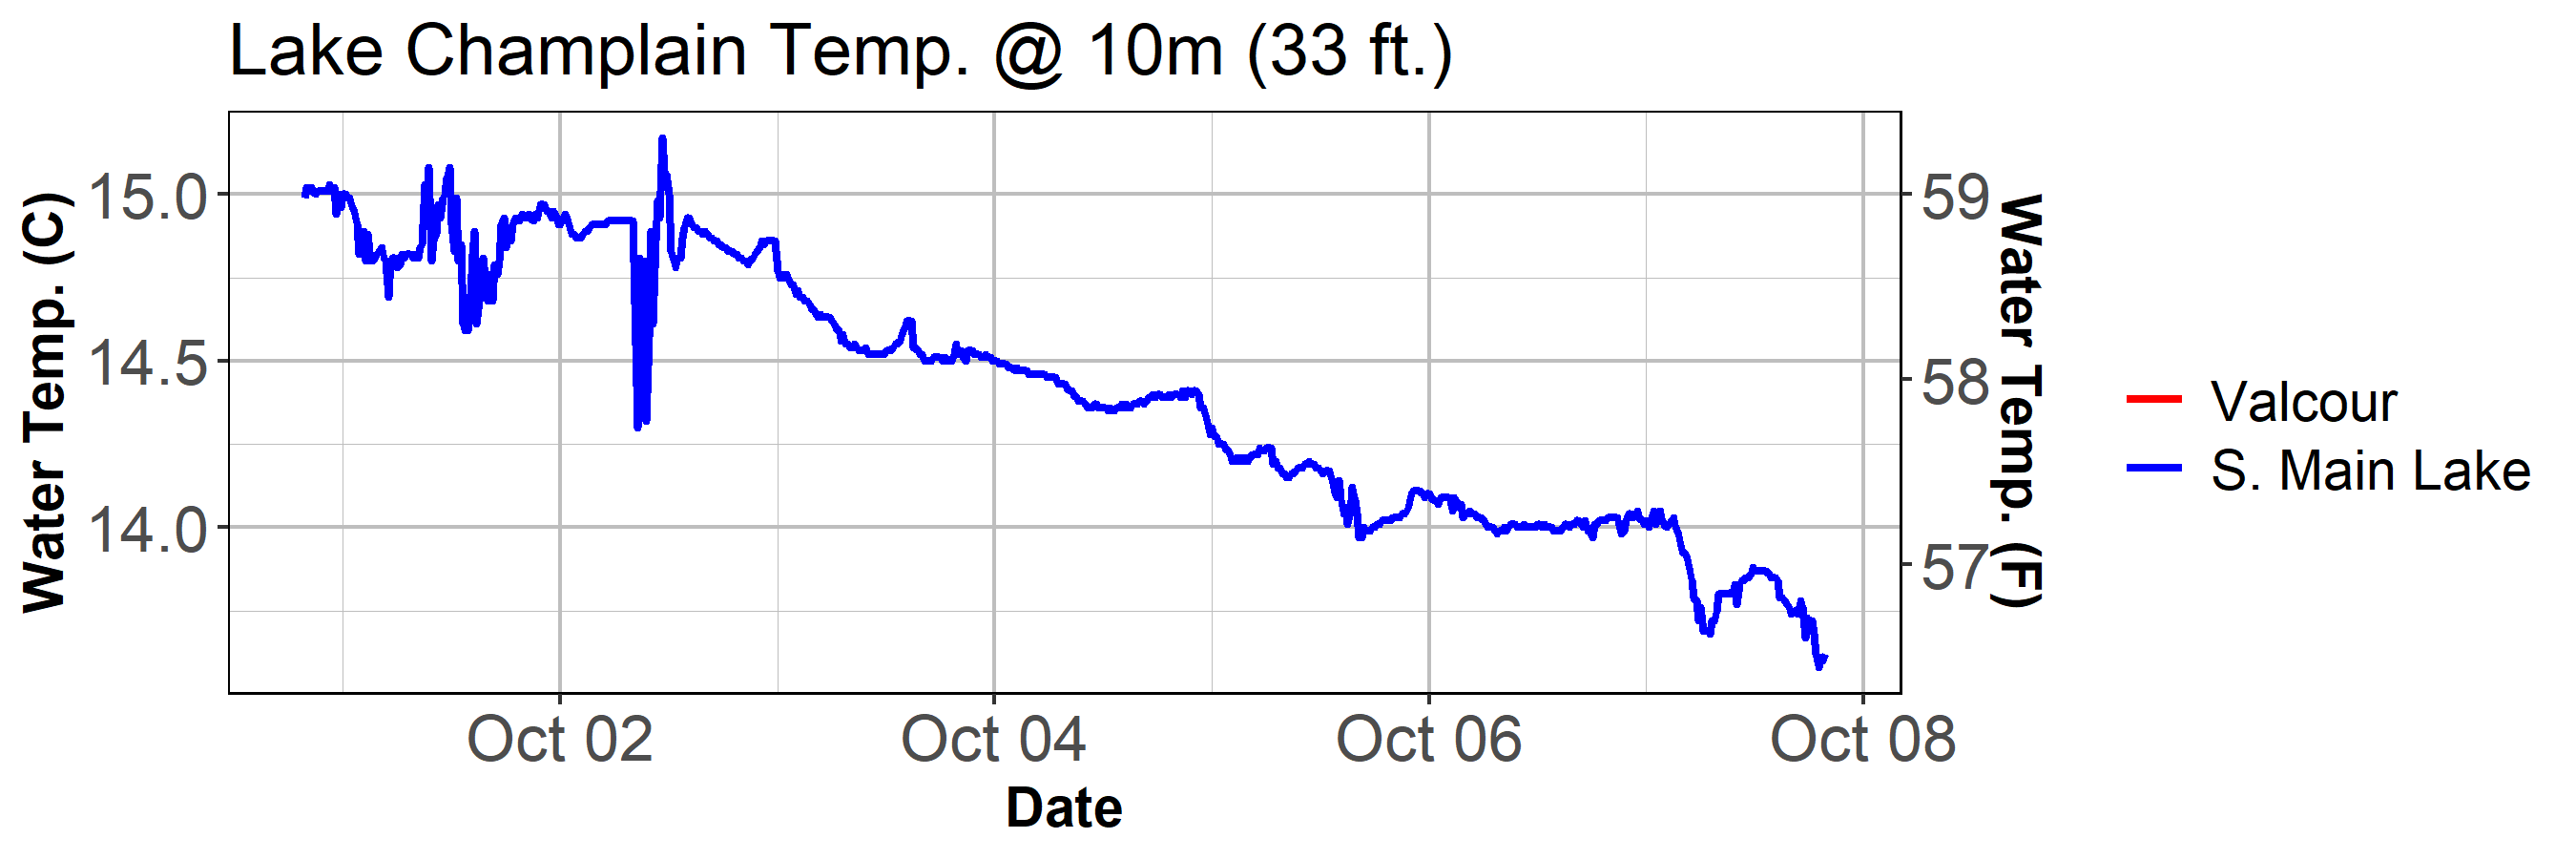 Lake Champlain Temp. @ 10m (33 ft.)
Water Temp. (C)
15.0
14.5
14.0
59
58
57
Water Temp. (F)
Oct 02
Oct 04
Oct 06
Oct 08
Date
Valcour
S. Main Lake